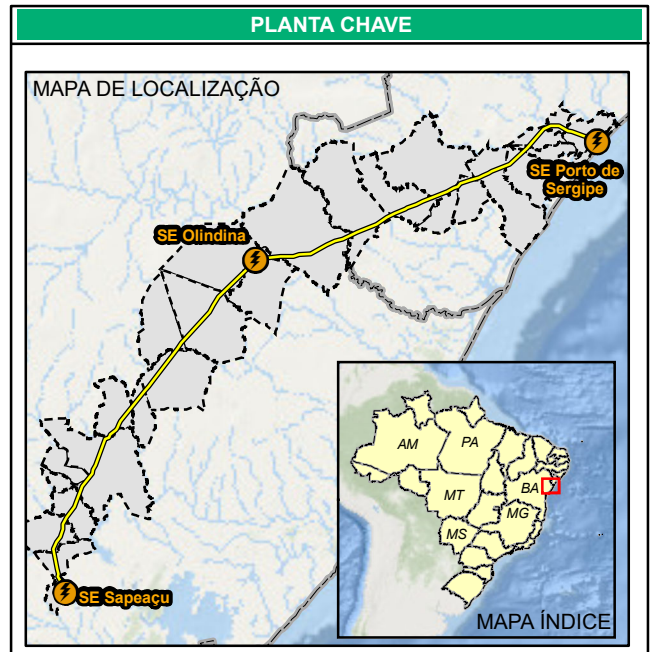 PLANTA CHAVE
MAPA DE LOCALIZAÇÃO
SE Porto de
Sergipe
SE Olindina
SE Sapeaçu
AM
PA
MT
BA
MG
MS
MAPA ÍNDICE